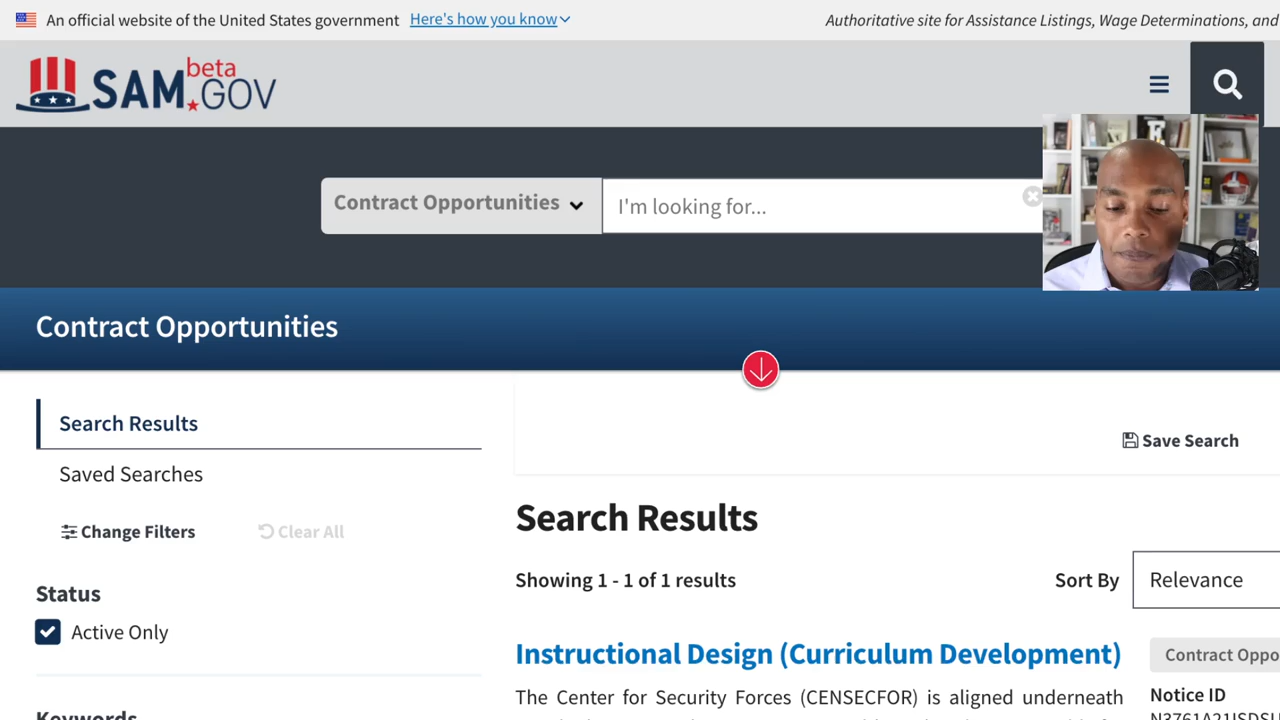 An official website of the United States government Here's how you know
Authoritative site for Assistance Listings, Wage Determinations, and
SAM.GOV beta
Contract Opportunities
I'm looking for...
Contract Opportunities
Search Results
Saved Searches
Save Search
Change Filters
Clear All
Search Results
Showing 1 - 1 of 1 results
Sort By
Relevance
Status
Active Only
Instructional Design (Curriculum Development)
Contract Oppo
The Center for Security Forces (CENSECFOR) is aligned underneath
Notice ID
Keywords